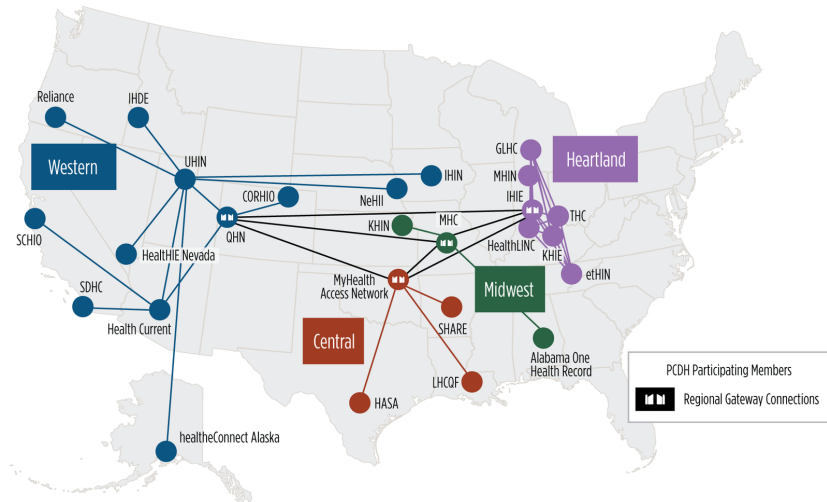 Reliance
IHDE
GLHC
Heartland
Western
UHIN
MHIN
IHIN
IHIE
CORHIO
NeHII
THC
SCHIO
KHIN
MHC
QHN
HealthLINC
HealtHIE Nevada
KHIE
etHIN
SDHC
MyHealth
Access Network
Midwest
Health Current
SHARE
Central
Alabama One
Health Record
PCDH Participating Members
LHCQF
Regional Gateway Connections
HASA
healtheConnect Alaska